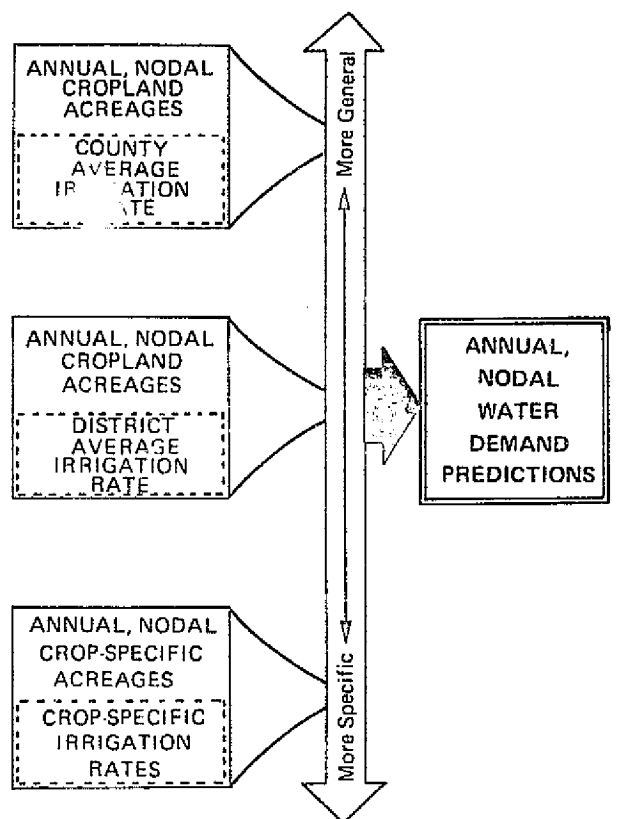 ANNUAL, NODAL
CROPLAND
ACREAGES
COUNTY
AVERAGE
ANNUAL, NODAL
CROPLAND
ACREAGES
DISTRICT
AVERAGE
IRRIGATION
RATE
ANNUAL, NODAL
CROP-SPECIFIC
ACREAGES
CROP-SPECIFIC
IRRIGATION
RATES
More General
More Specific
ANNUAL,
NODAL
WATER
DEMAND
PREDICTIONS